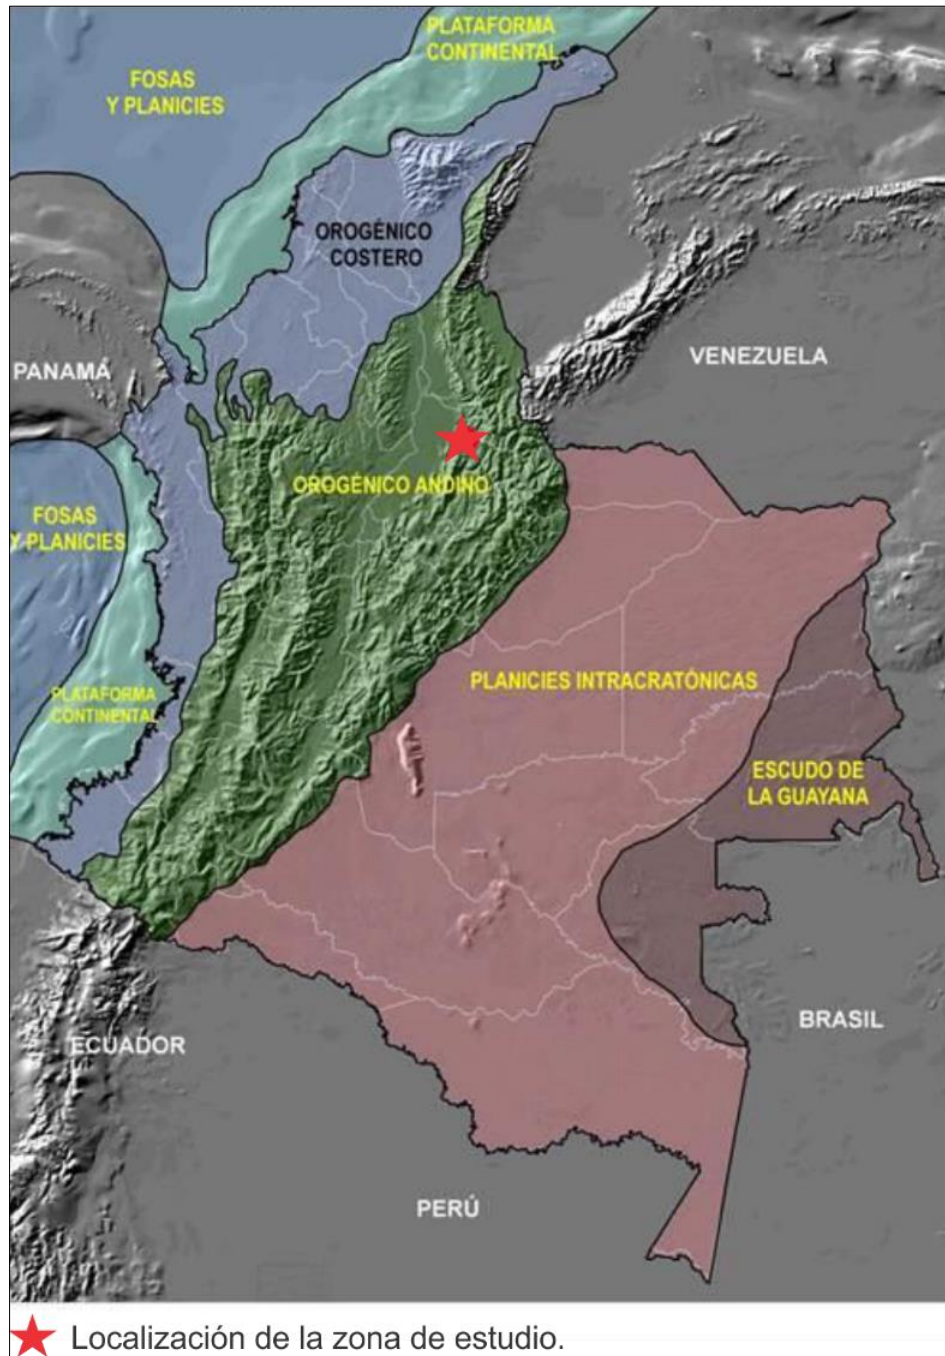 PLATAFORMA
CONTINENTAL
FOSAS
Y PLANICIES
OROGÉNICO
COSTERO
PANAMÁ
VENEZUELA
OROGÉNICO ANDINO
FOSAS
Y PLANICIES
PLANICIES INTRACRATÓNICAS
PLATAFORMA
CONTINENTAL
ESCUDO DE
LA GUAYANA
BRASIL
ECUADOR
PERÚ
Localización de la zona de estudio.